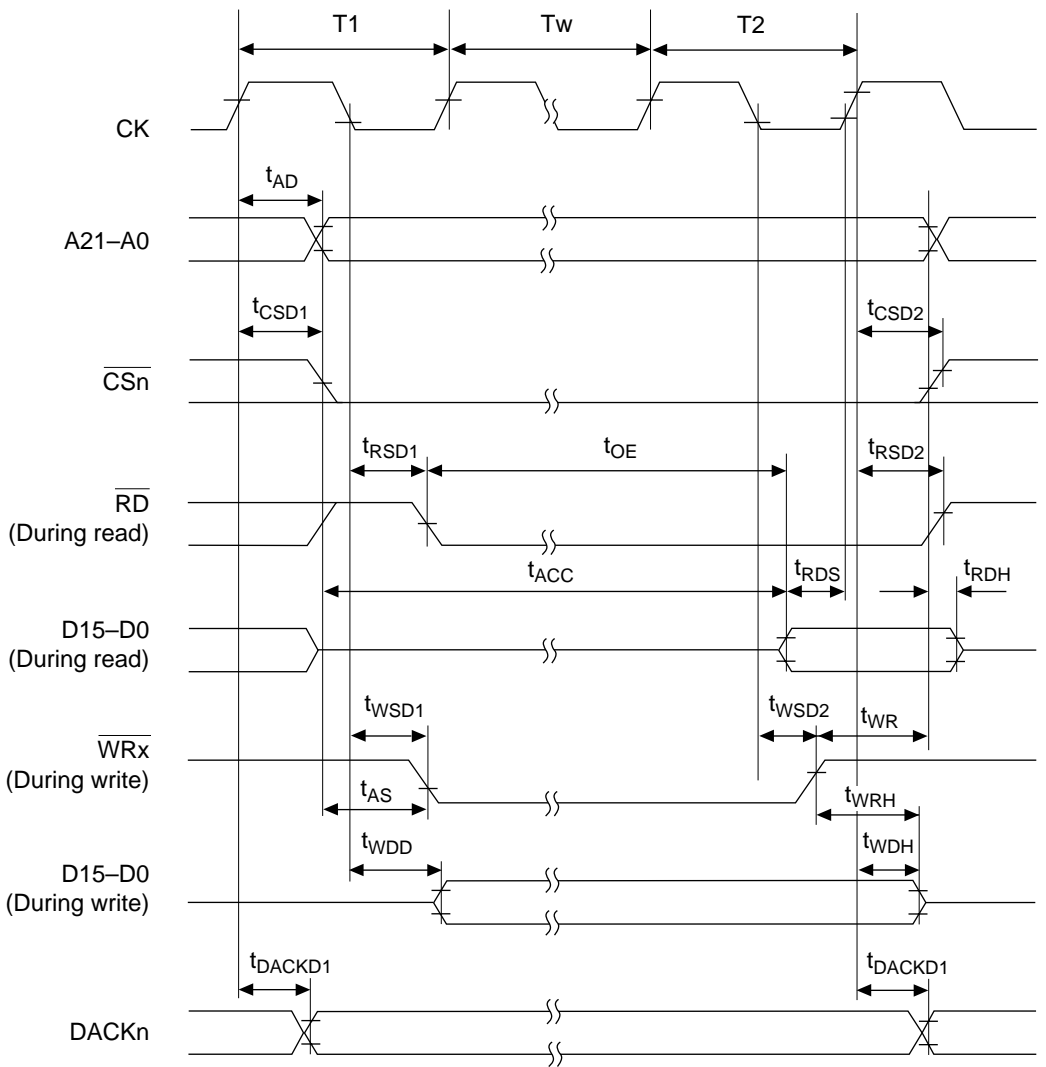 T1 Tw T2
CK
tAD
A21–A0
tCSD1 tCSD2
CSn
tRSD1 tOE tRSD2
RD
(During read)
tACC tRDS tRDH
D15–D0
(During read)
tWSD1 tWSD2 tWR
WRx
(During write)
tAS tWRH
tWDD tWDH
D15–D0
(During write)
tDACKD1 tDACKD1
DACKn